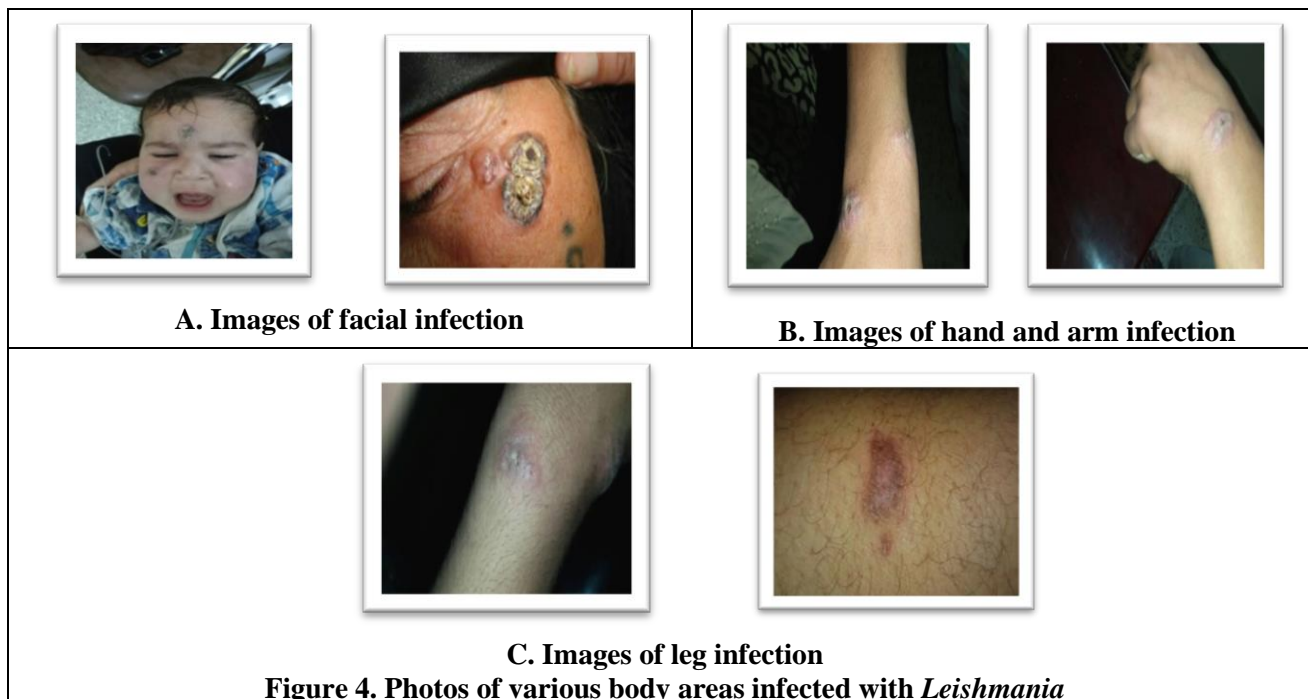 A. Images of facial infection
B. Images of hand and arm infection
C. Images of leg infection
Figure 4. Photos of various body areas infected with Leishmania